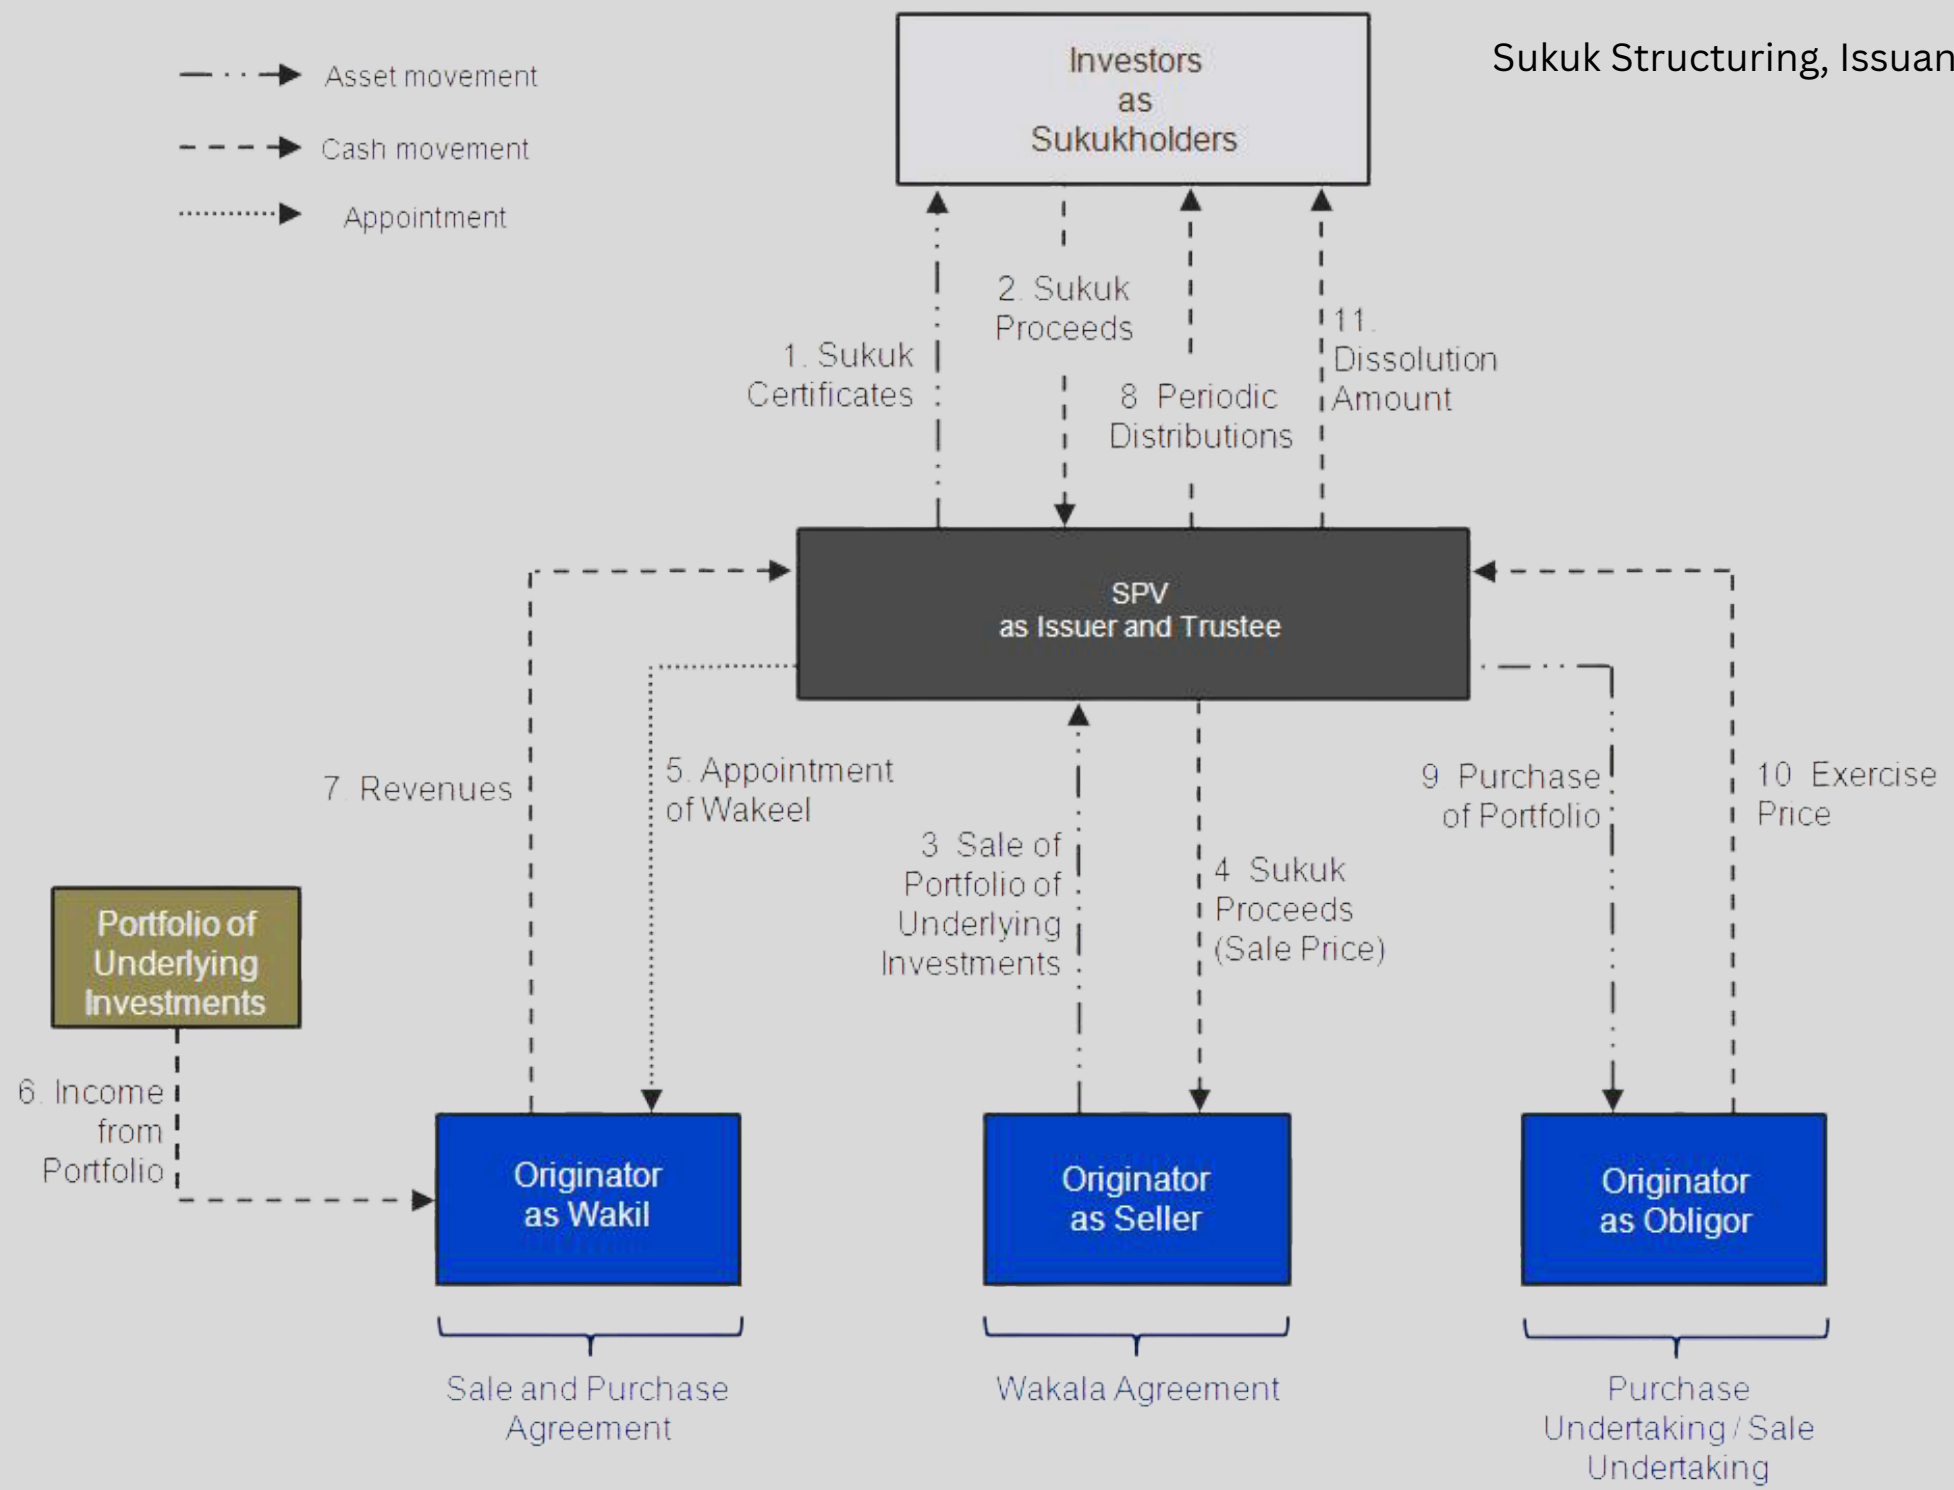 Sukuk Structuring, Issuan
Asset movement
Cash movement
Appointment
Investors
as
Sukukholders
1. Sukuk
Certificates
2. Sukuk
Proceeds
8 Periodic
Distributions
11.
Dissolution
Amount
SPV
as Issuer and Trustee
7. Revenues
5. Appointment
of Wakeel
3 Sale of
Portfolio of
Underlying
Investments
4 Sukuk
Proceeds
(Sale Price)
9 Purchase
of Portfolio
10 Exercise
Price
Portfolio of
Underlying
Investments
6. Income
from
Portfolio
Originator
as Wakil
Originator
as Seller
Originator
as Obligor
Sale and Purchase
Agreement
Wakala Agreement
Purchase
Undertaking / Sale
Undertaking